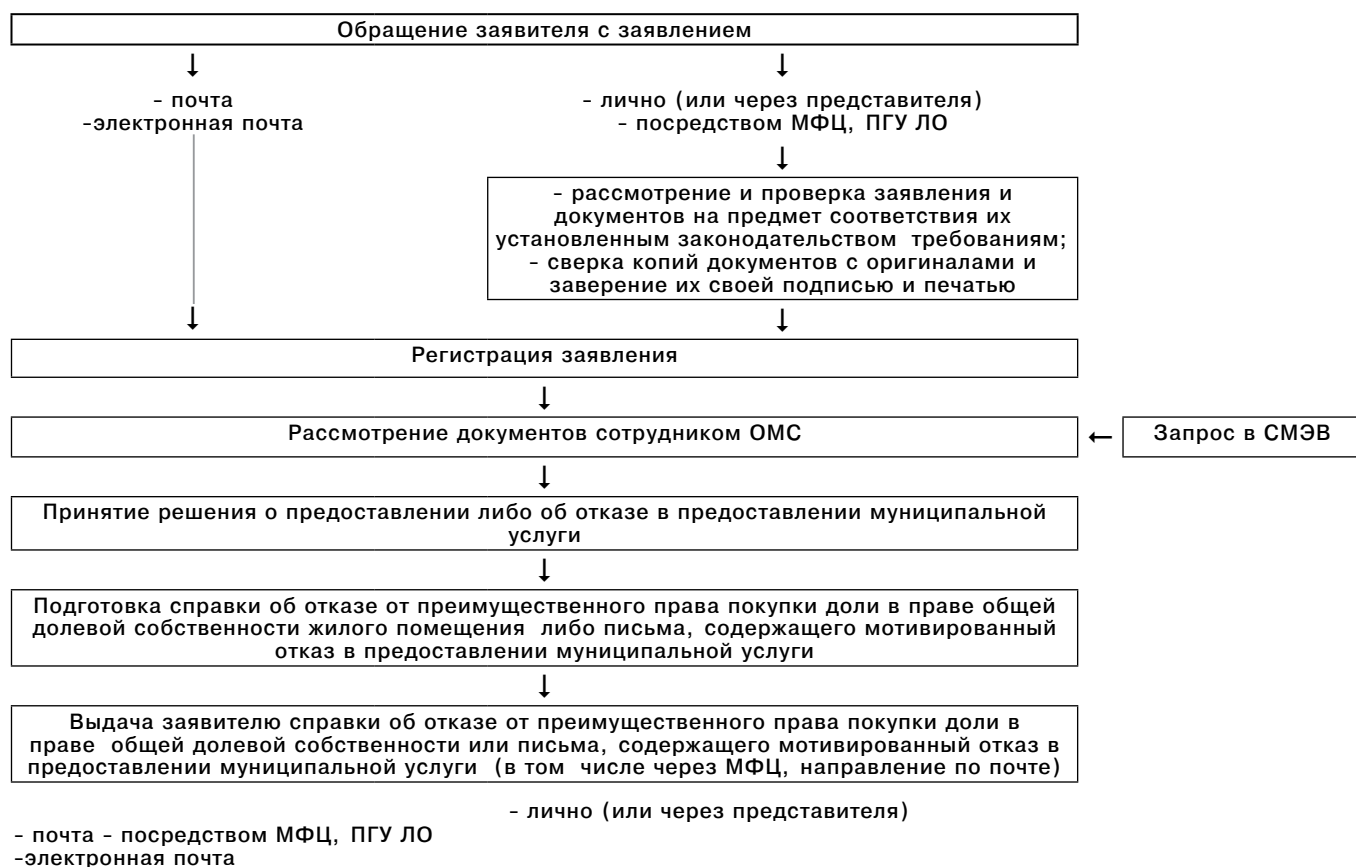 Обращение заявителя с заявлением
- почта
-электронная почта
- лично (или через представителя)
- посредством МФЦ, ПГУ ЛО
- рассмотрение и проверка заявления и
документов на предмет соответствия их
установленным законодательством требованиям;
- сверка копий документов с оригиналами и
заверение их своей подписью и печатью
Регистрация заявления
Рассмотрение документов сотрудником ОМС
Запрос в СМЭВ
Принятие решения о предоставлении либо об отказе в предоставлении муниципальной
услуги
Подготовка справки об отказе от преимущественного права покупки доли в праве общей
долевой собственности жилого помещения либо письма, содержащего мотивированный
отказ в предоставлении муниципальной услуги
Выдача заявителю справки об отказе от преимущественного права покупки доли в
праве общей долевой собственности или письма, содержащего мотивированный отказ в
предоставлении муниципальной услуги (в том числе через МФЦ, направление по почте)
- лично (или через представителя)
- почта - посредством МФЦ, ПГУ ЛО
-электронная почта